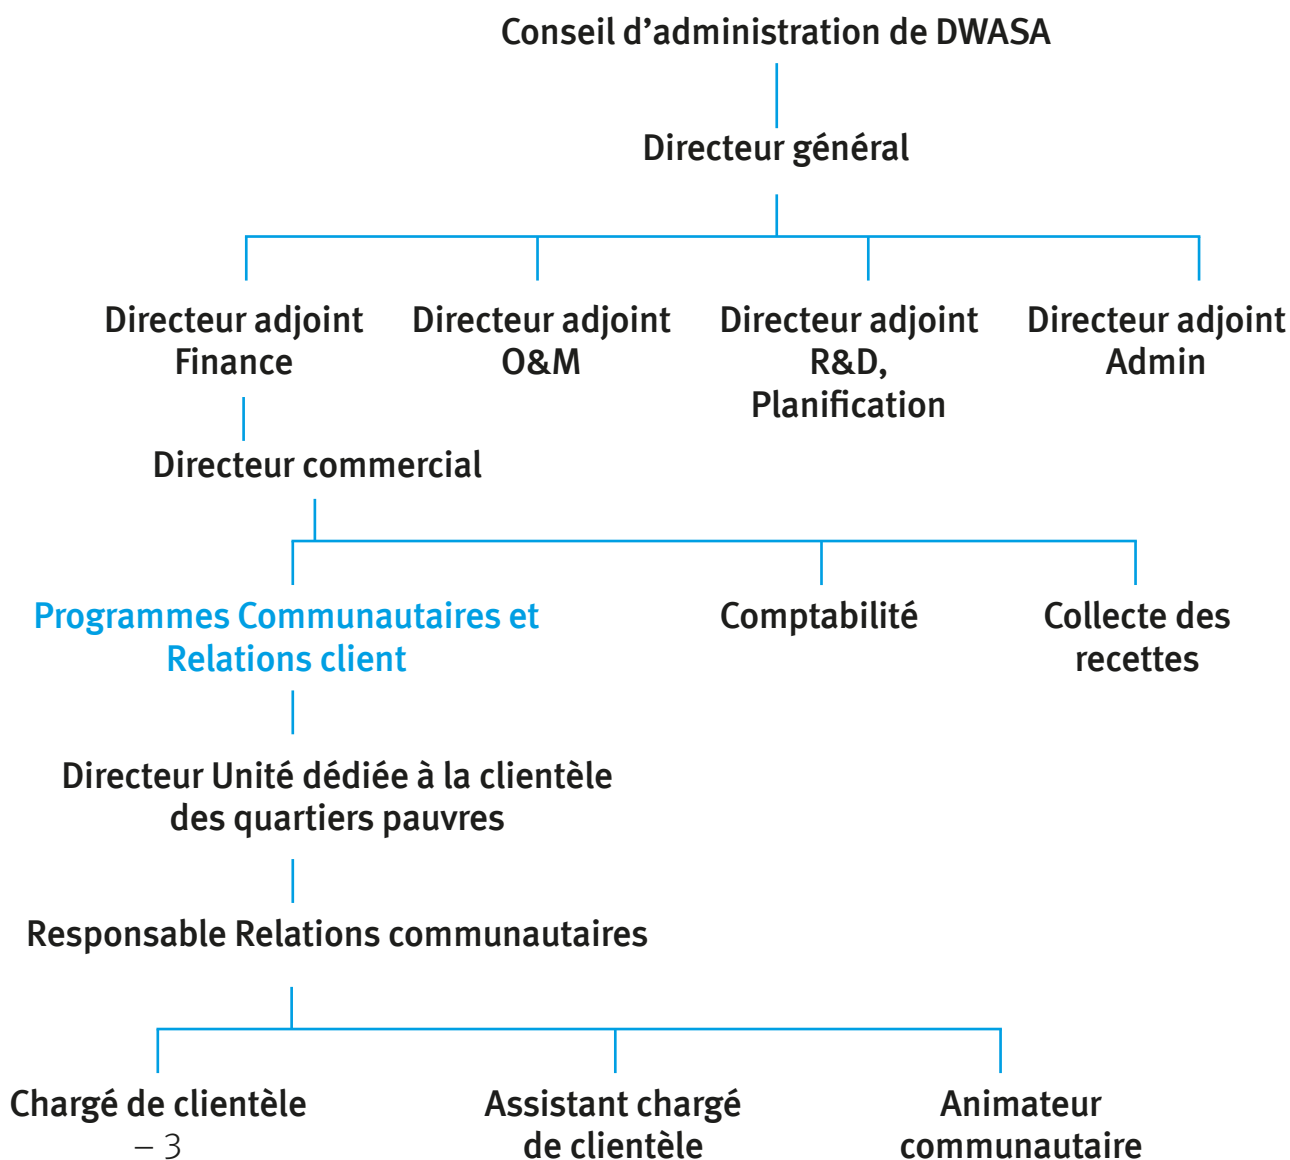 Conseil d’administration de DWASA
Directeur général
Directeur adjoint
Finance
Directeur adjoint
O&M
Directeur adjoint
R&D,
Planification
Directeur adjoint
Admin
Directeur commercial
Programmes Communautaires et
Relations client
Comptabilité
Collecte des
recettes
Directeur Unité dédiée à la clientèle
des quartiers pauvres
Responsable Relations communautaires
Chargé de clientèle
– 3
Assistant chargé
de clientèle
Animateur
communautaire